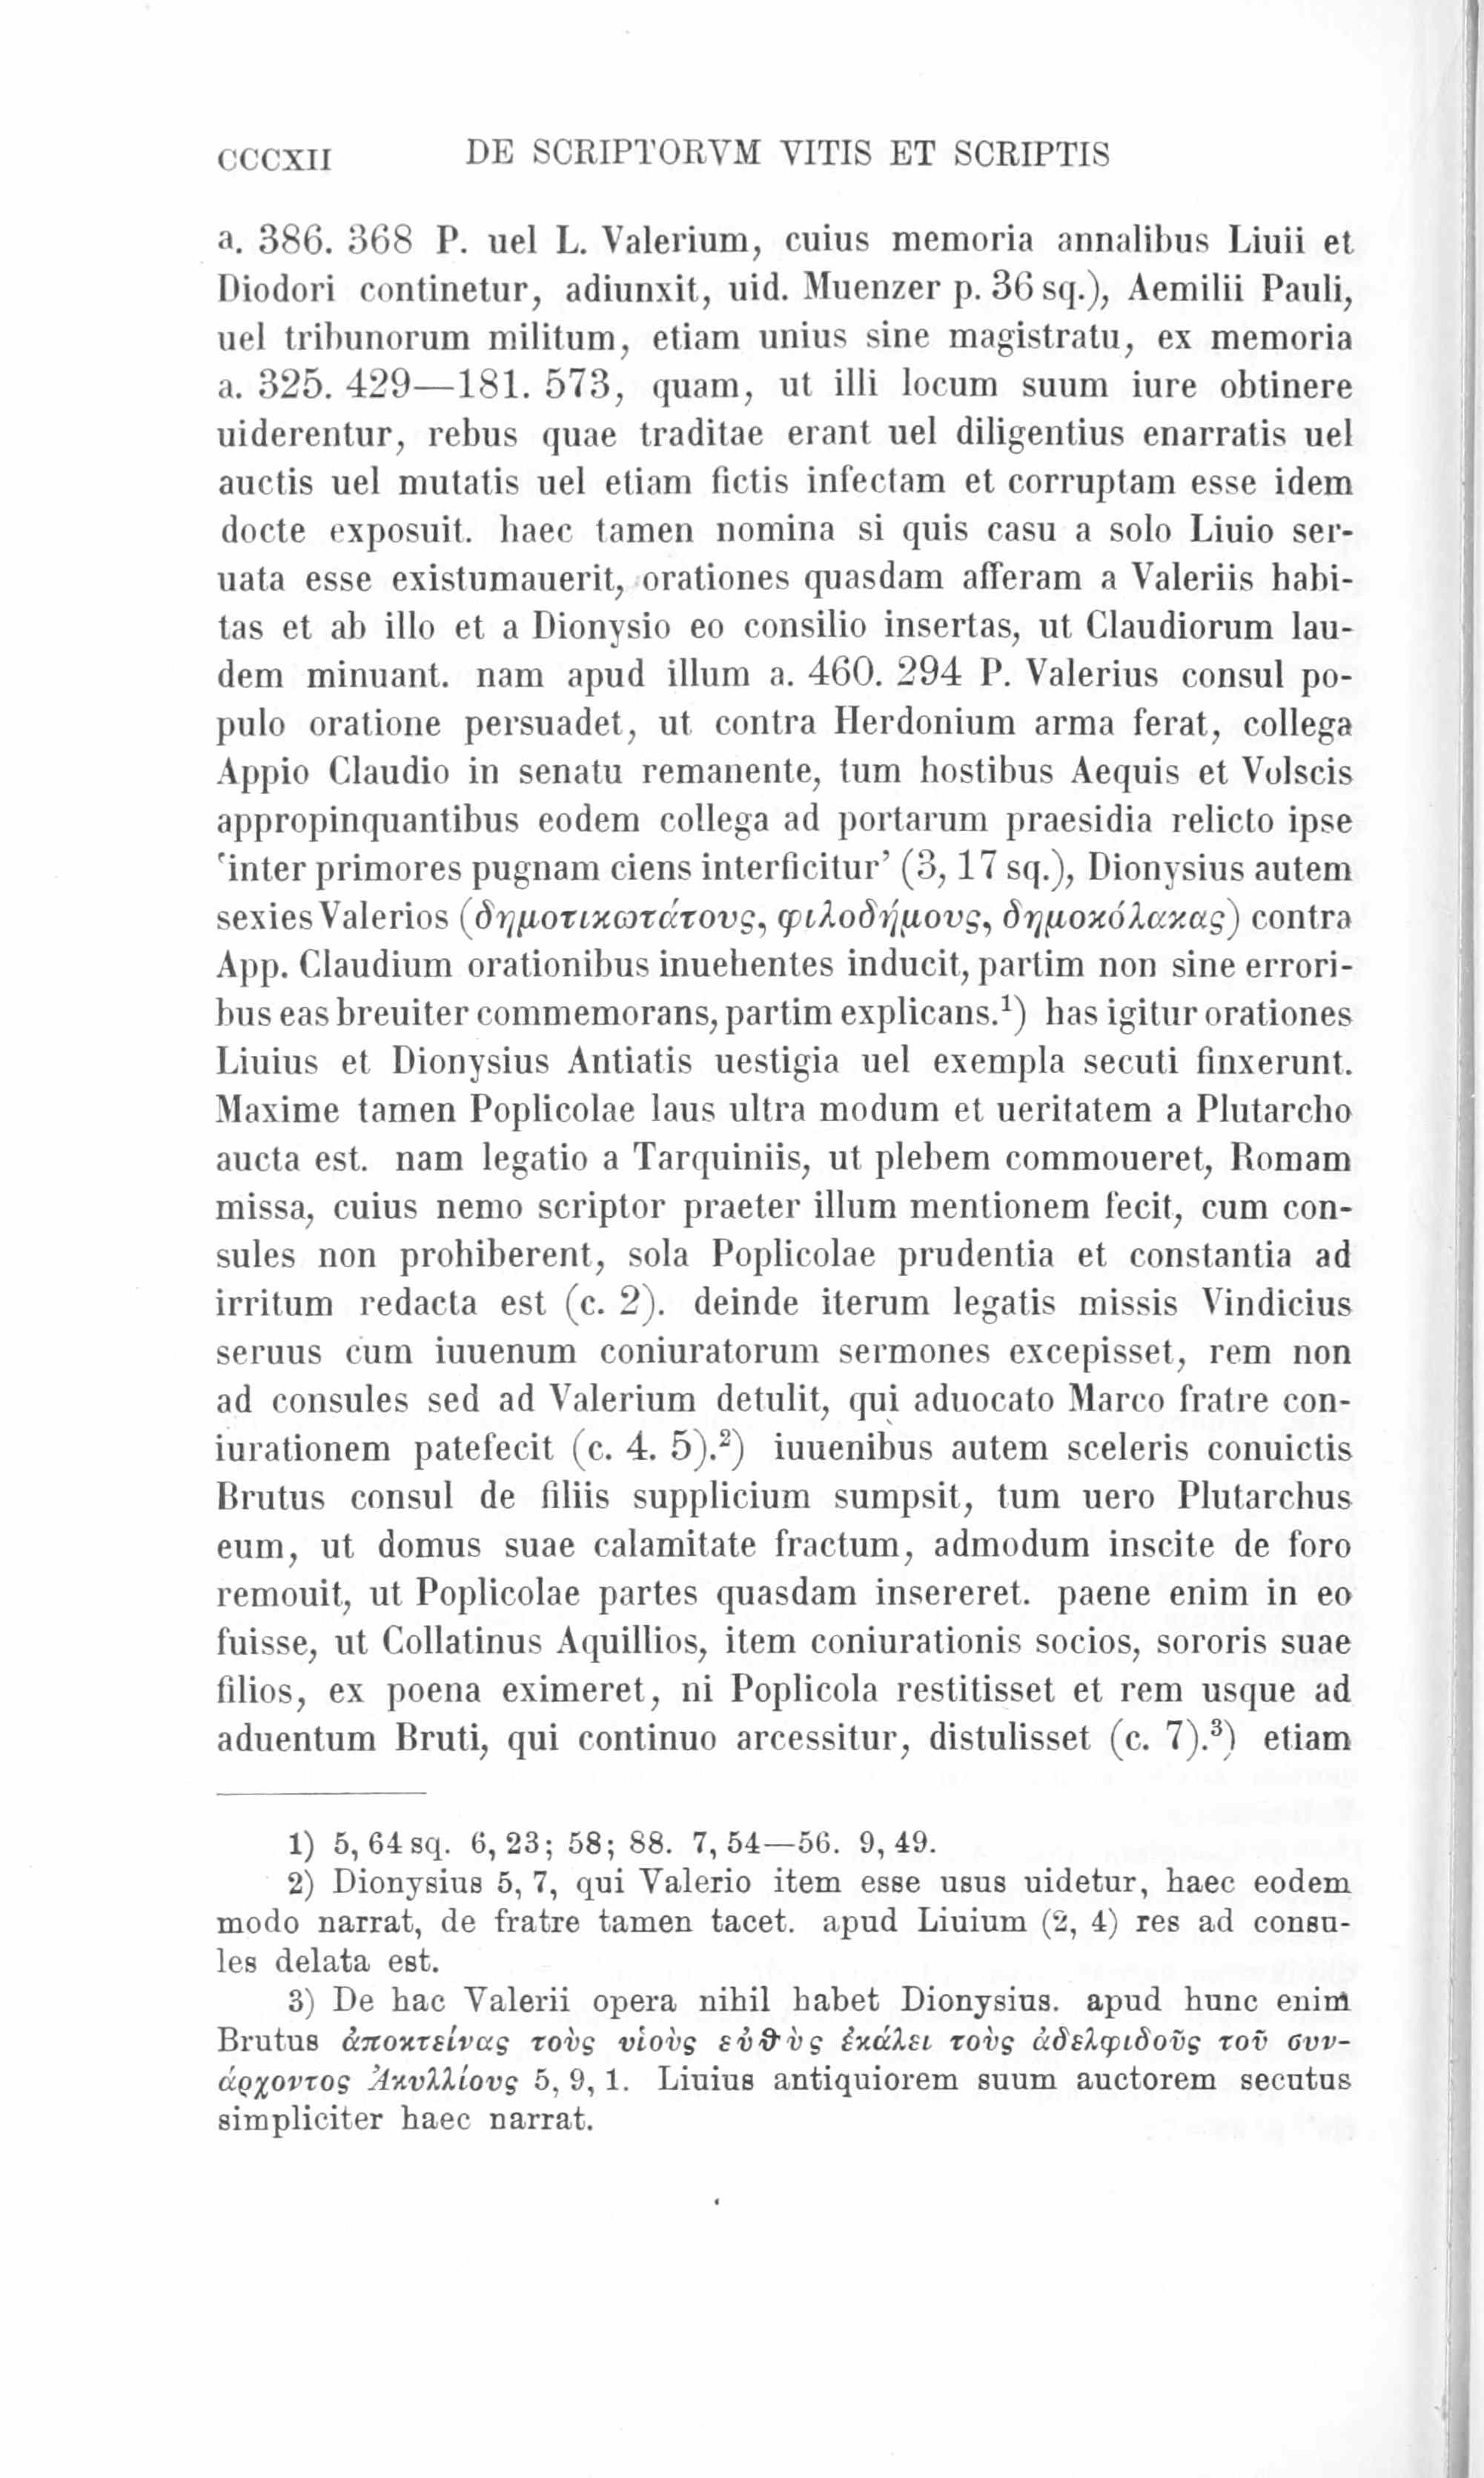 CCCXII DE SCRIPTORVM VITIS ET SCRIPTIS
a. 386. 368 P. uel L. Valerium, cuius memoria annalibus Liuii et
Diodori continetur, adiunxit, uid. Muenzer p. 36 sq.), Aemilii Pauli,
uel tribunorum militum, etiam unius sine magistratu, ex memoria
a. 325. 429—181. 573, quam, ut illi locum suum iure obtinere
uiderentur, rebus quae traditae erant uel diligentius enarratis uel
auctis uel mutatis uel etiam fictis infectam et corruptam esse idem
docte exposuit. haec tamen nomina si quis casu a solo Liuio ser-
uata esse existumauerit, orationes quasdam afferam a Valeriis habi-
tas et ab illo et a Dionysio eo consilio insertas, ut Claudiorum lau-
dem minuant. nam apud illum a. 460. 294 P. Valerius consul po-
pulo oratione persuadet, ut contra Herdonium arma ferat, collega
Appio Claudio in senatu remanente, tum hostibus Aequis et Volscis
appropinquantibus eodem collega ad portarum praesidia relicto ipse
‘inter primores pugnam ciens interficitur’ (3, 17 sq.), Dionysius autem
sexies Valerios (δημοτικωτάτους, φιλοδήμους, δημοκόλακας) contra
App. Claudium orationibus inuehentes inducit, partim non sine errori-
bus eas breuiter commemorans, partim explicans.¹) has igitur orationes
Liuius et Dionysius Antiatis uestigia uel exempla secuti finxerunt.
Maxime tamen Poplicolae laus ultra modum et ueritatem a Plutarcho
aucta est. nam legatio a Tarquiniis, ut plebem commoueret, Romam
missa, cuius nemo scriptor praeter illum mentionem fecit, cum con-
sules non prohiberent, sola Poplicolae prudentia et constantia ad
irritum redacta est (c. 2). deinde iterum legatis missis Vindicius
seruus cum iuuenum coniuratorum sermones excepisset, rem non
ad consules sed ad Valerium detulit, qui aduocato Marco fratre con-
iurationem patefecit (c. 4. 5).²) iuuenibus autem sceleris conuictis
Brutus consul de filiis supplicium sumpsit, tum uero Plutarchus
eum, ut domus suae calamitate fractum, admodum inscite de foro
remouit, ut Poplicolae partes quasdam insereret. paene enim in eo
fuisse, ut Collatinus Aquillios, item coniurationis socios, sororis suae
filios, ex poena eximeret, ni Poplicola restitisset et rem usque ad
aduentum Bruti, qui continuo arcessitur, distulisset (c. 7).³) etiam
1) 5, 64 sq. 6, 23; 58; 88. 7, 54—56. 9, 49.
2) Dionysius 5, 7, qui Valerio item esse usus uidetur, haec eodem
modo narrat, de fratre tamen tacet. apud Liuium (2, 4) res ad consu-
les delata est.
3) De hac Valerii opera nihil habet Dionysius. apud hunc enim
Brutus ἀποκτείνας τοὺς υἱοὺς εὐθὺς ἐκάλει τοὺς ἀδελφιδοῦς τοῦ συν-
άρχοντος Ἀκυλλίους 5, 9, 1. Liuius antiquiorem suum auctorem secutus
simpliciter haec narrat.